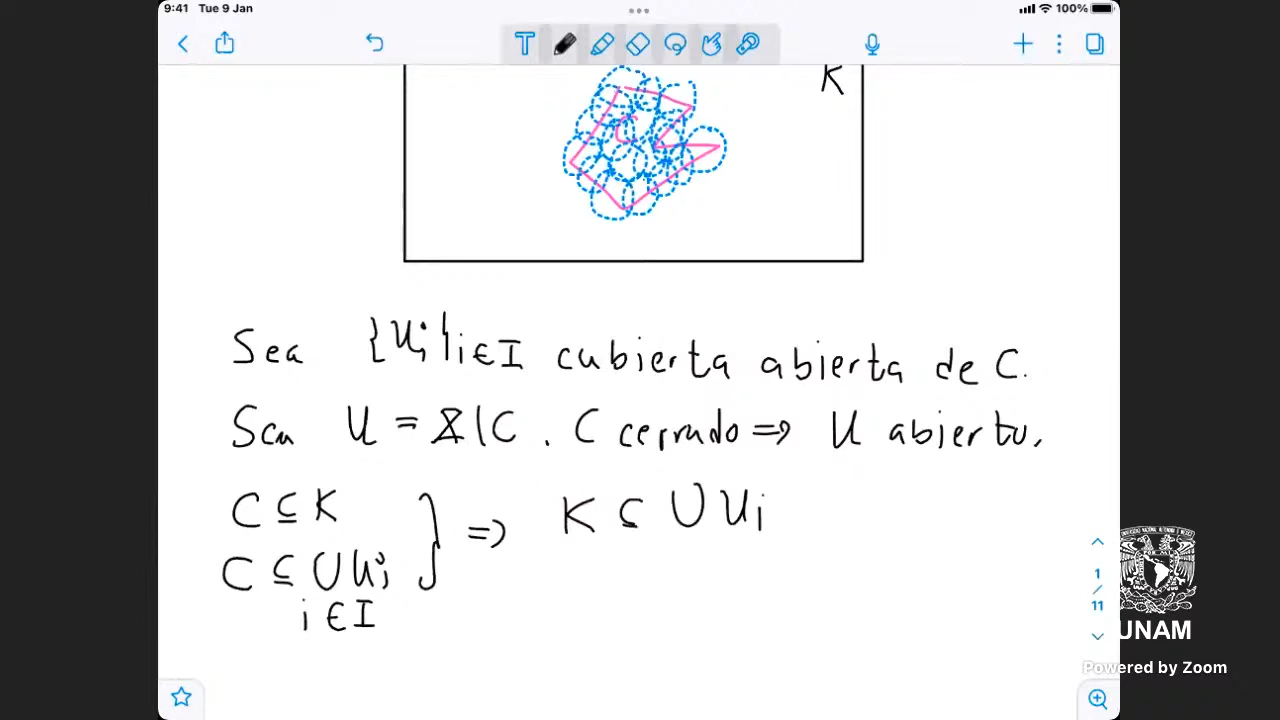 9:41 Tue 9 Jan
100%
T
K
C
Sea {Ui}i∈I cubierta abierta de C.
Sea U = X\C . C cerrado => U abierto.
C ⊆ K
C ⊆ ∪Ui
i∈I
} => K ⊆ ∪Ui
1
/
11
UNAM
Powered by Zoom